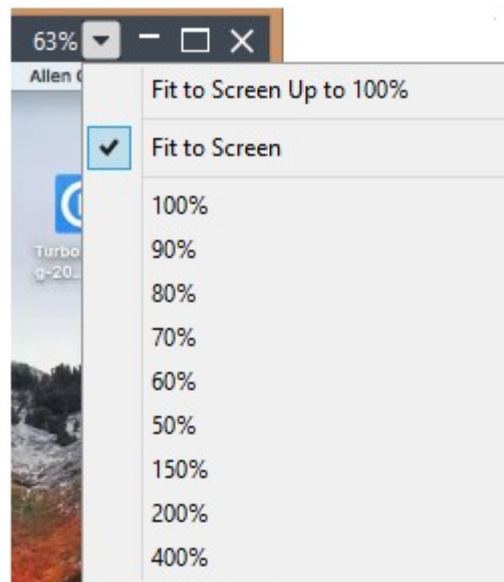 63%
Allen
Fit to Screen Up to 100%
Fit to Screen
Turbo
g-20...
100%
90%
80%
70%
60%
50%
150%
200%
400%